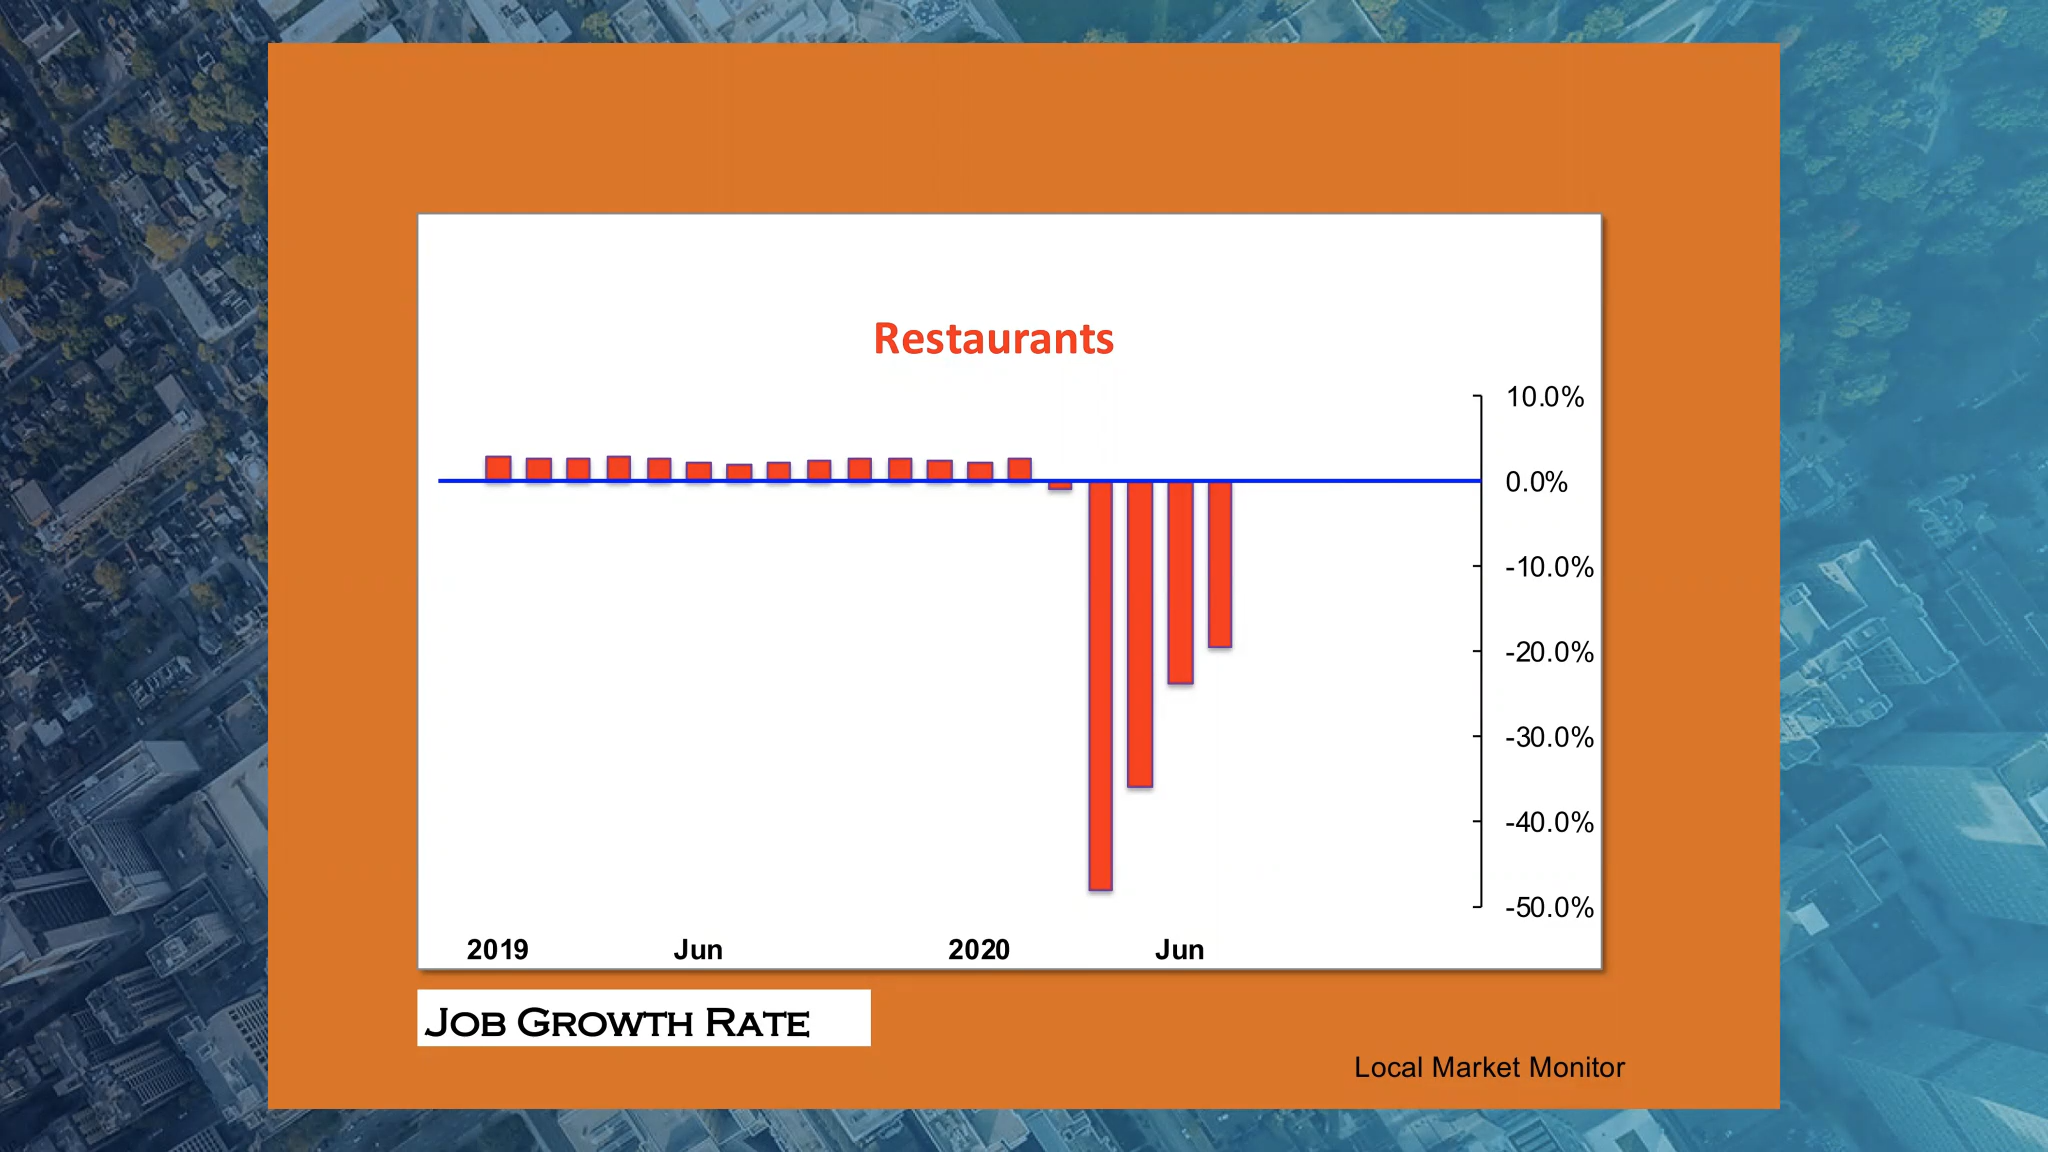 Restaurants
10.0%
0.0%
-10.0%
-20.0%
-30.0%
-40.0%
-50.0%
2019 Jun 2020 Jun
JOB GROWTH RATE
Local Market Monitor